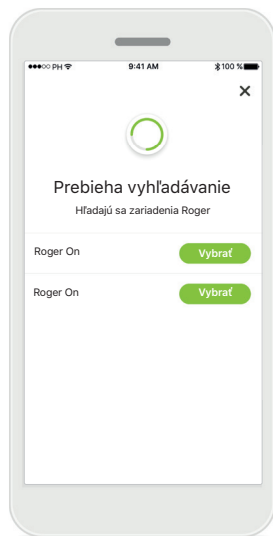 PH 9:41 AM 100 %
Prebieha vyhľadávanie
Hľadajú sa zariadenia Roger
Roger On Vybrať
Roger On Vybrať